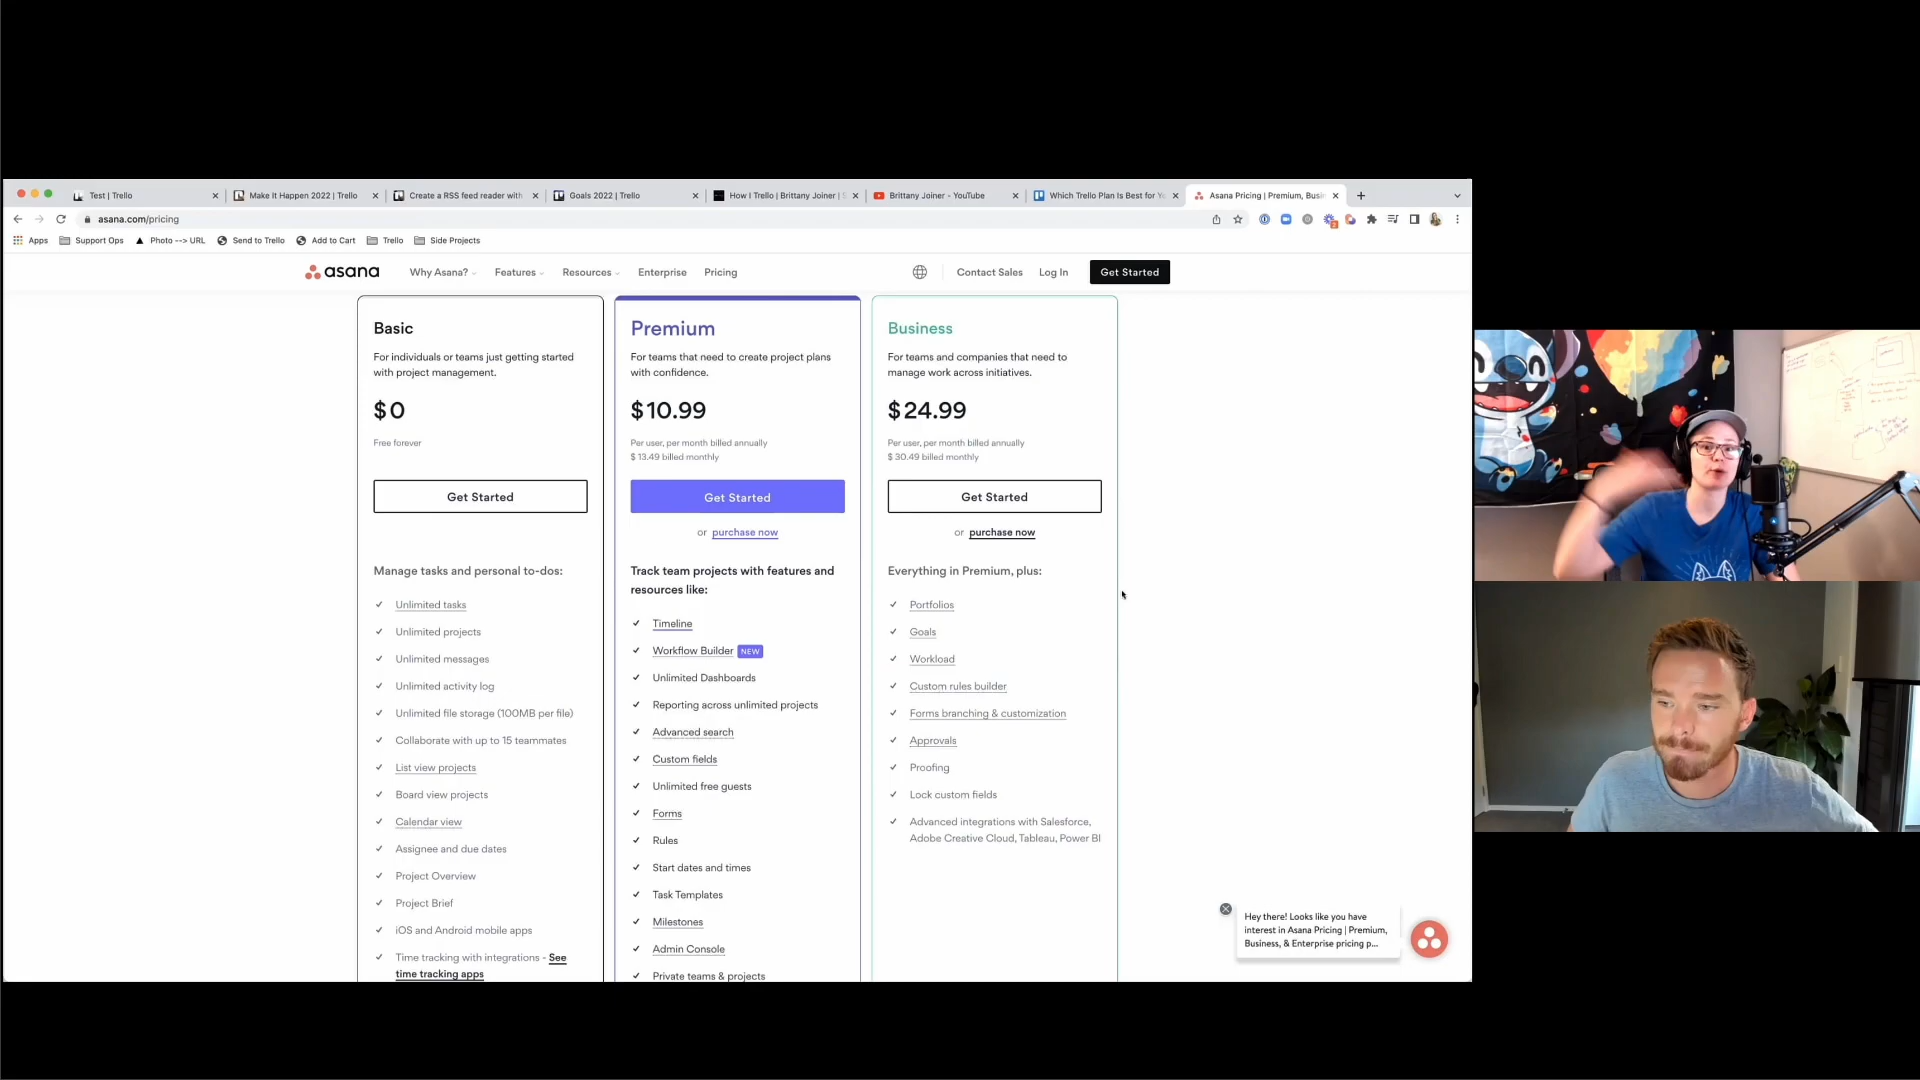 Test | Trello
Make It Happen 2022 | Trello
Create a RSS feed reader with
Goals 2022 | Trello
How I Trello | Brittany Joiner |
Brittany Joiner - YouTube
Which Trello Plan Is Best for
Asana Pricing | Premium, Busi
asana.com/pricing
Apps
Support Ops
Photo --> URL
Send to Trello
Add to Cart
Trello
Side Projects
asana
Why Asana?
Features
Resources
Enterprise
Pricing
Contact Sales
Log In
Get Started
Basic
For individuals or teams just getting started
with project management.
$0
Free forever
Get Started
Manage tasks and personal to-dos:
Unlimited tasks
Unlimited projects
Unlimited messages
Unlimited activity log
Unlimited file storage (100MB per file)
Collaborate with up to 15 teammates
List view projects
Board view projects
Calendar view
Assignee and due dates
Project Overview
Project Brief
iOS and Android mobile apps
Time tracking with integrations - See
time tracking apps
Premium
For teams that need to create project plans
with confidence.
$10.99
Per user, per month billed annually
$ 13.49 billed monthly
Get Started
or purchase now
Track team projects with features and
resources like:
Timeline
Workflow Builder NEW
Unlimited Dashboards
Reporting across unlimited projects
Advanced search
Custom fields
Unlimited free guests
Forms
Rules
Start dates and times
Task Templates
Milestones
Admin Console
Private teams & projects
Business
For teams and companies that need to
manage work across initiatives.
$24.99
Per user, per month billed annually
$ 30.49 billed monthly
Get Started
or purchase now
Everything in Premium, plus:
Portfolios
Goals
Workload
Custom rules builder
Forms branching & customization
Approvals
Proofing
Lock custom fields
Advanced integrations with Salesforce,
Adobe Creative Cloud, Tableau, Power BI
Hey there! Looks like you have
interest in Asana Pricing | Premium,
Business, & Enterprise pricing p...